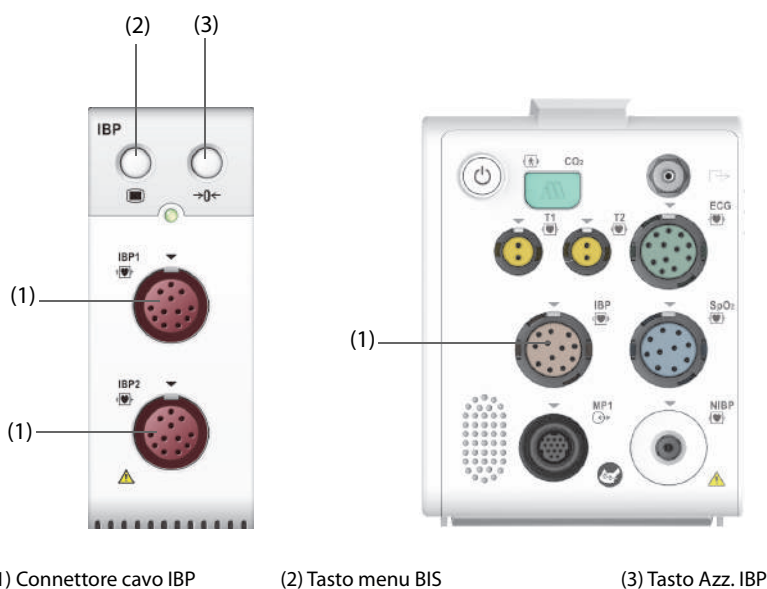 (2) (3)
IBP
→0←
IBP1
(1)
IBP2
(1)
CO₂
T1 T2 ECG
IBP SpO₂
(1)
MP1 NIBP
1) Connettore cavo IBP (2) Tasto menu BIS (3) Tasto Azz. IBP